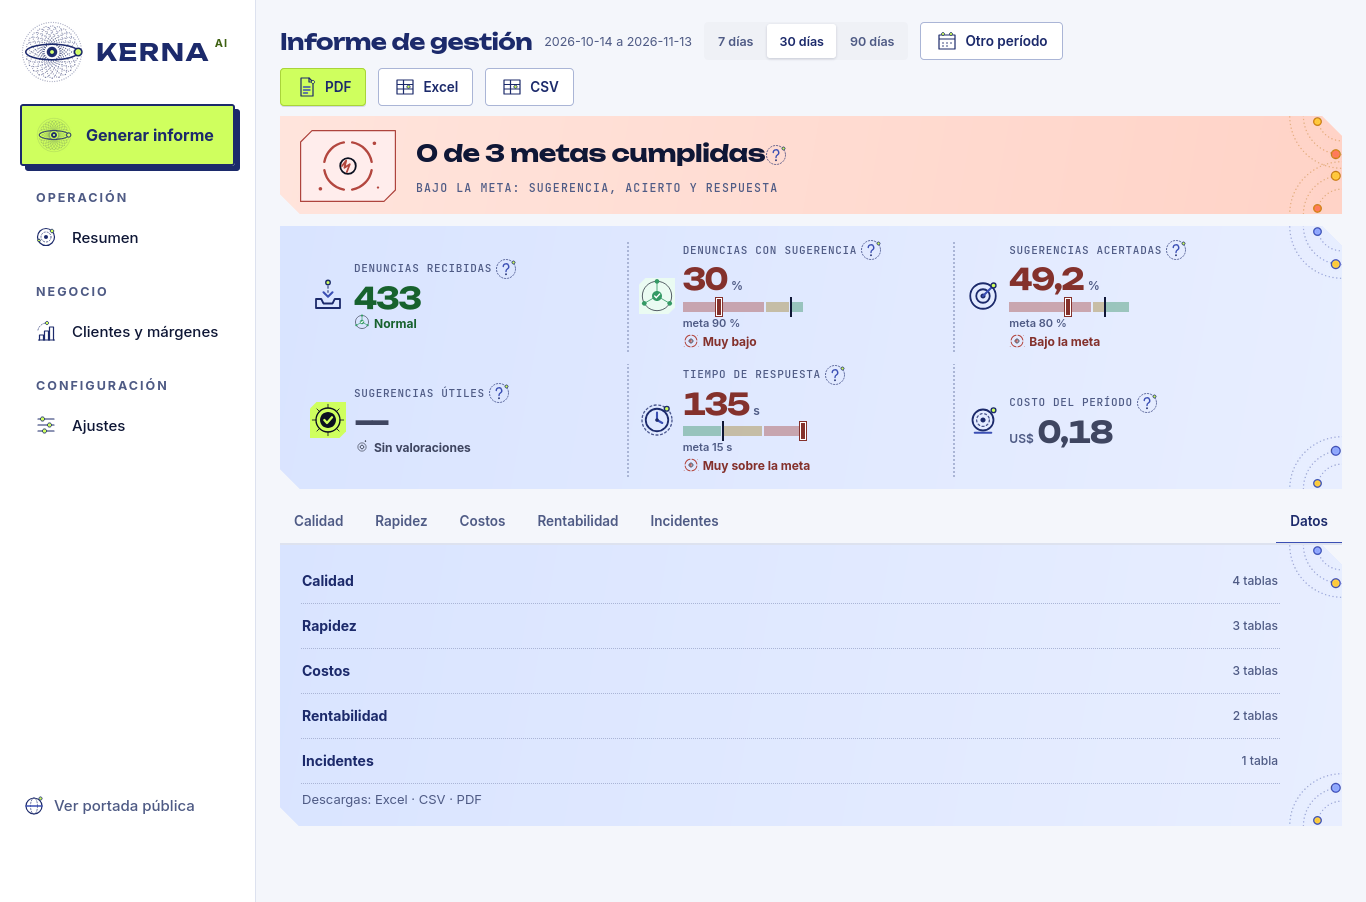 KERNA AI
Generar informe
OPERACIÓN
Resumen
NEGOCIO
Clientes y márgenes
CONFIGURACIÓN
Ajustes
Ver portada pública
Informe de gestión 2026-10-14 a 2026-11-13 7 días 30 días 90 días Otro período
PDF Excel CSV
0 de 3 metas cumplidas ?
BAJO LA META: SUGERENCIA, ACIERTO Y RESPUESTA
DENUNCIAS RECIBIDAS ?
433
Normal
DENUNCIAS CON SUGERENCIA ?
30 %
meta 90 %
Muy bajo
SUGERENCIAS ACERTADAS ?
49,2 %
meta 80 %
Bajo la meta
SUGERENCIAS ÚTILES ?
—
Sin valoraciones
TIEMPO DE RESPUESTA ?
135 s
meta 15 s
Muy sobre la meta
COSTO DEL PERÍODO ?
US$ 0,18
Calidad Rapidez Costos Rentabilidad Incidentes Datos
Calidad 4 tablas
Rapidez 3 tablas
Costos 3 tablas
Rentabilidad 2 tablas
Incidentes 1 tabla
Descargas: Excel · CSV · PDF